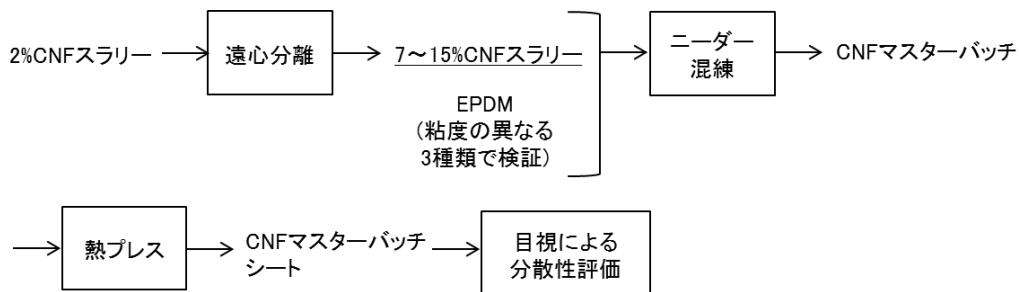 2%CNFスラリー
遠心分離
7～15%CNFスラリー
EPDM
（粘度の異なる
3種類で検証）
ニーダー
混練
CNFマスターバッチ
熱プレス
CNFマスターバッチ
シート
目視による
分散性評価